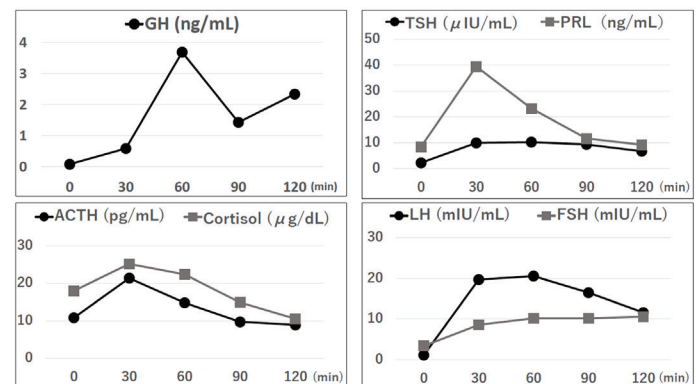 GH (ng/mL)
4
3
2
1
0
0 30 60 90 120 (min)
TSH (μIU/mL) PRL (ng/mL)
50
40
30
20
10
0
0 30 60 90 120 (min)
ACTH (pg/mL) Cortisol (μg/dL)
30
20
10
0
0 30 60 90 120 (min)
LH (mIU/mL) FSH (mIU/mL)
30
20
10
0
0 30 60 90 120 (min)